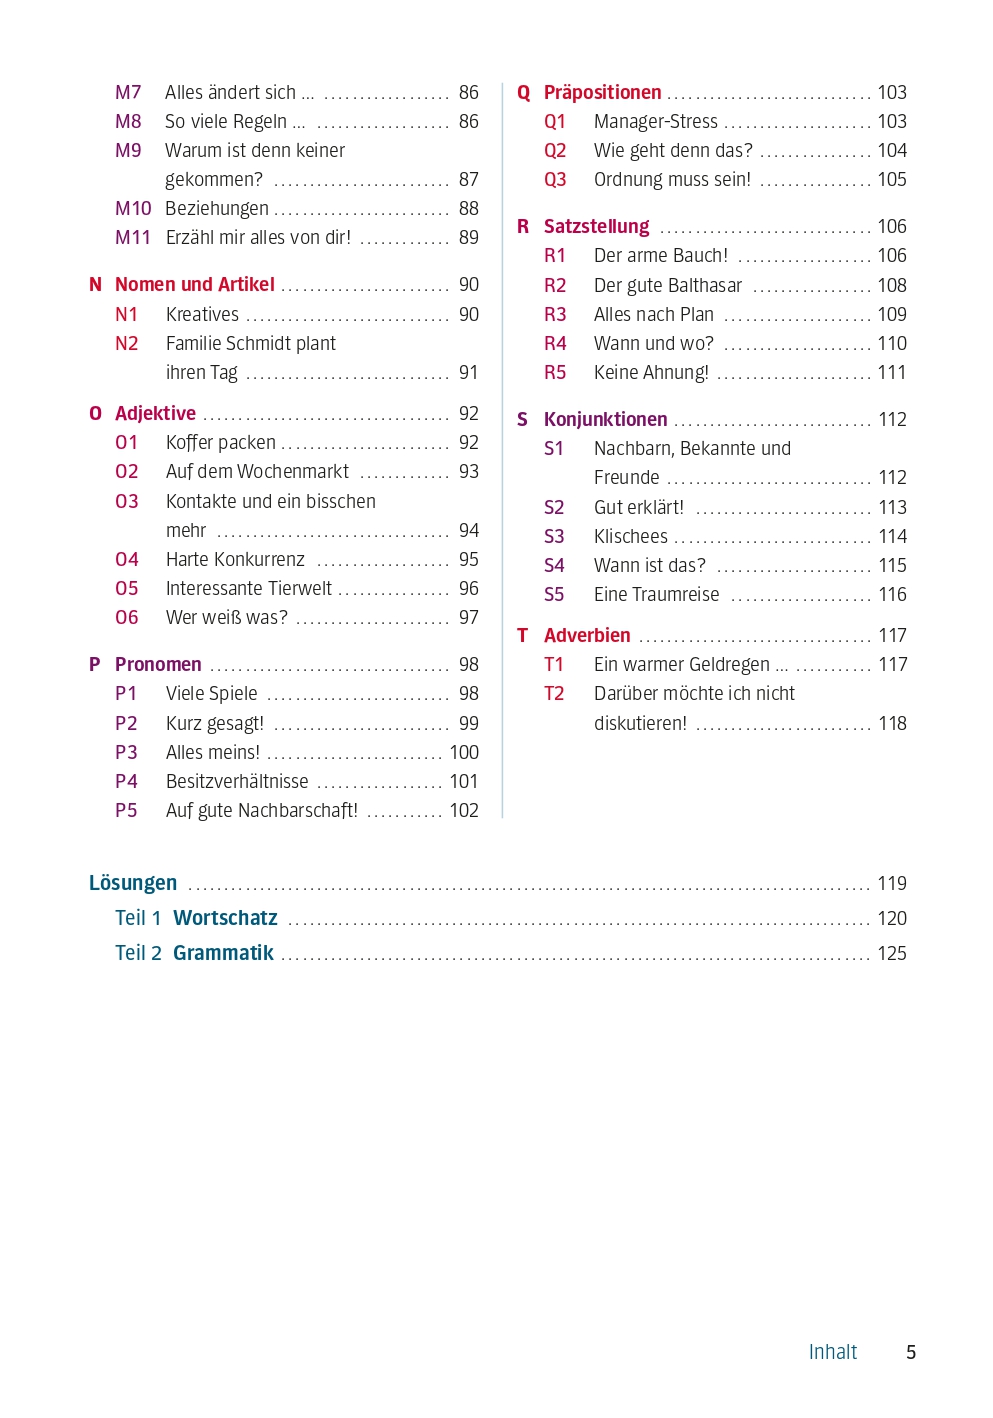 M7 Alles ändert sich ... .................. 86
M8 So viele Regeln ... ................... 86
M9 Warum ist denn keiner
gekommen? ......................... 87
M10 Beziehungen ......................... 88
M11 Erzähl mir alles von dir! ............. 89
N Nomen und Artikel ........................ 90
N1 Kreatives ............................. 90
N2 Familie Schmidt plant
ihren Tag ............................. 91
O Adjektive ................................... 92
O1 Koffer packen ........................ 92
O2 Auf dem Wochenmarkt ............. 93
O3 Kontakte und ein bisschen
mehr ................................. 94
O4 Harte Konkurrenz ................... 95
O5 Interessante Tierwelt ................ 96
O6 Wer weiß was? ...................... 97
P Pronomen .................................. 98
P1 Viele Spiele .......................... 98
P2 Kurz gesagt! ......................... 99
P3 Alles meins! ......................... 100
P4 Besitzverhältnisse .................. 101
P5 Auf gute Nachbarschaft! ........... 102
Q Präpositionen ............................. 103
Q1 Manager-Stress ..................... 103
Q2 Wie geht denn das? ................ 104
Q3 Ordnung muss sein! ................ 105
R Satzstellung .............................. 106
R1 Der arme Bauch! ................... 106
R2 Der gute Balthasar ................. 108
R3 Alles nach Plan ..................... 109
R4 Wann und wo? ..................... 110
R5 Keine Ahnung! ...................... 111
S Konjunktionen ............................ 112
S1 Nachbarn, Bekannte und
Freunde ............................. 112
S2 Gut erklärt! ......................... 113
S3 Klischees ............................ 114
S4 Wann ist das? ...................... 115
S5 Eine Traumreise .................... 116
T Adverbien ................................. 117
T1 Ein warmer Geldregen ... ........... 117
T2 Darüber möchte ich nicht
diskutieren! ......................... 118
Lösungen ................................................................................................ 119
Teil 1 Wortschatz .................................................................................. 120
Teil 2 Grammatik ................................................................................... 125
Inhalt 5